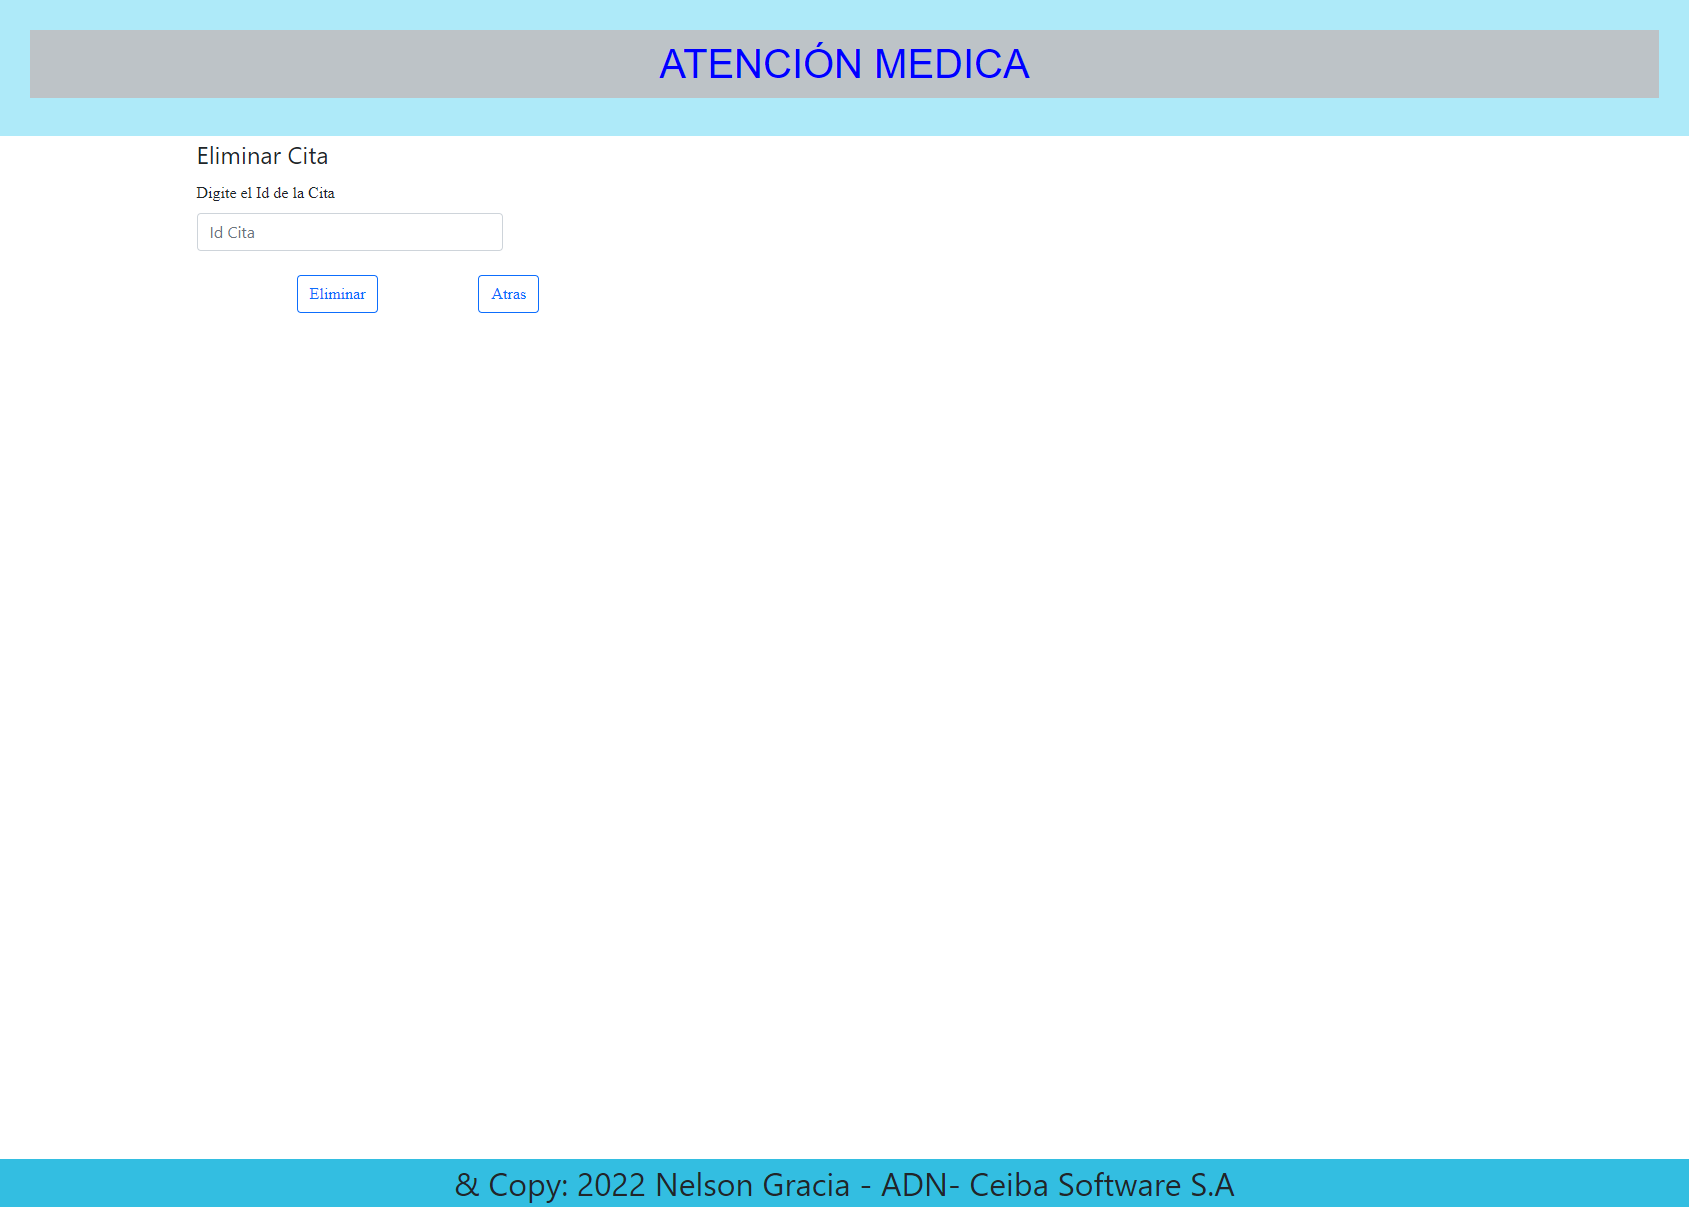 ATENCIÓN MEDICA
Eliminar Cita
Digite el Id de la Cita
Id Cita
Eliminar
Atras
& Copy: 2022 Nelson Gracia - ADN- Ceiba Software S.A